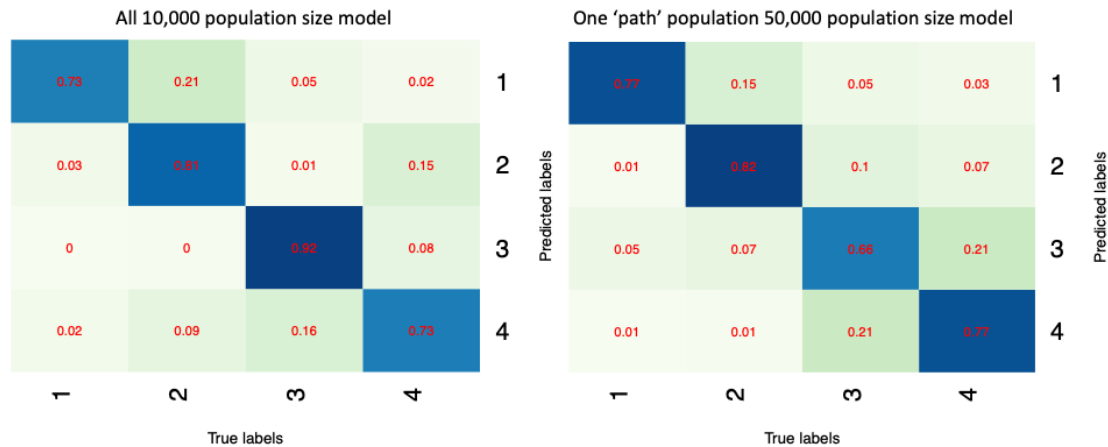 All 10,000 population size model
0.73 0.21 0.05 0.02 1
0.03 0.81 0.01 0.15 2
0 0 0.92 0.08 3
0.02 0.09 0.16 0.73 4
1 2 3 4
True labels
Predicted labels
One ‘path’ population 50,000 population size model
0.77 0.15 0.05 0.03 1
0.01 0.82 0.1 0.07 2
0.05 0.07 0.66 0.21 3
0.01 0.01 0.21 0.77 4
1 2 3 4
True labels
Predicted labels